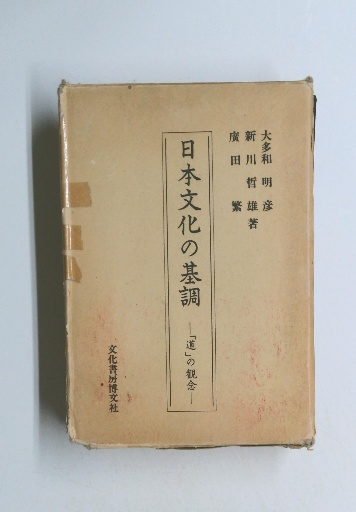 大多和 明彦
新川 哲雄 著
廣田 繁
日本文化の基調
—「道」の観念—
文化書房博文社